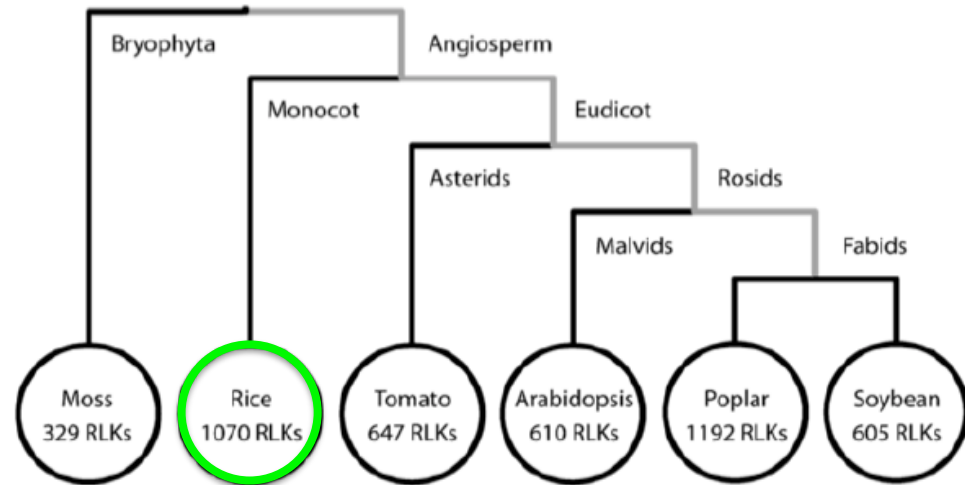 Bryophyta
Angiosperm
Monocot
Eudicot
Asterids
Rosids
Malvids
Fabids
Moss
329 RLKs
Rice
1070 RLKs
Tomato
647 RLKs
Arabidopsis
610 RLKs
Poplar
1192 RLKs
Soybean
605 RLKs